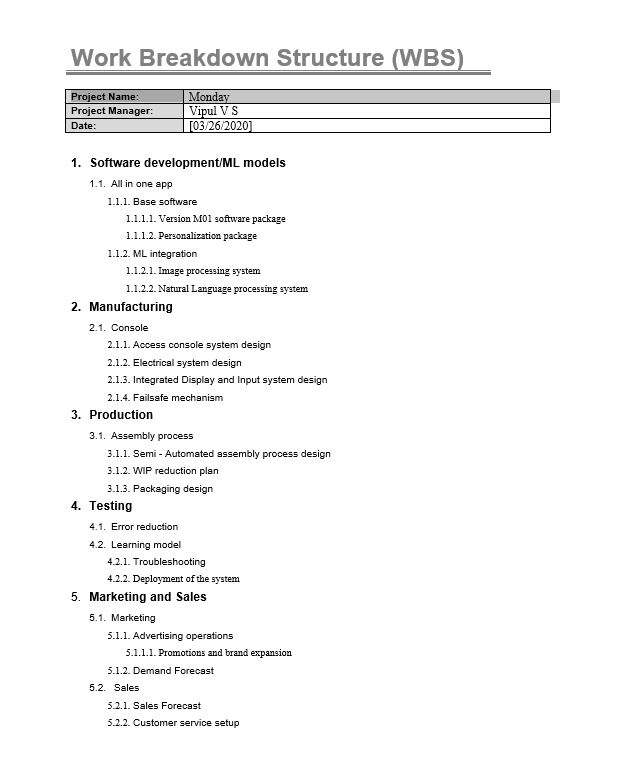 Work Breakdown Structure (WBS)
Project Name: Monday
Project Manager: Vipul V S
Date: [03/26/2020]
1. Software development/ML models
1.1. All in one app
1.1.1. Base software
1.1.1.1. Version M01 software package
1.1.1.2. Personalization package
1.1.2. ML integration
1.1.2.1. Image processing system
1.1.2.2. Natural Language processing system
2. Manufacturing
2.1. Console
2.1.1. Access console system design
2.1.2. Electrical system design
2.1.3. Integrated Display and Input system design
2.1.4. Failsafe mechanism
3. Production
3.1. Assembly process
3.1.1. Semi - Automated assembly process design
3.1.2. WIP reduction plan
3.1.3. Packaging design
4. Testing
4.1. Error reduction
4.2. Learning model
4.2.1. Troubleshooting
4.2.2. Deployment of the system
5. Marketing and Sales
5.1. Marketing
5.1.1. Advertising operations
5.1.1.1. Promotions and brand expansion
5.1.2. Demand Forecast
5.2. Sales
5.2.1. Sales Forecast
5.2.2. Customer service setup